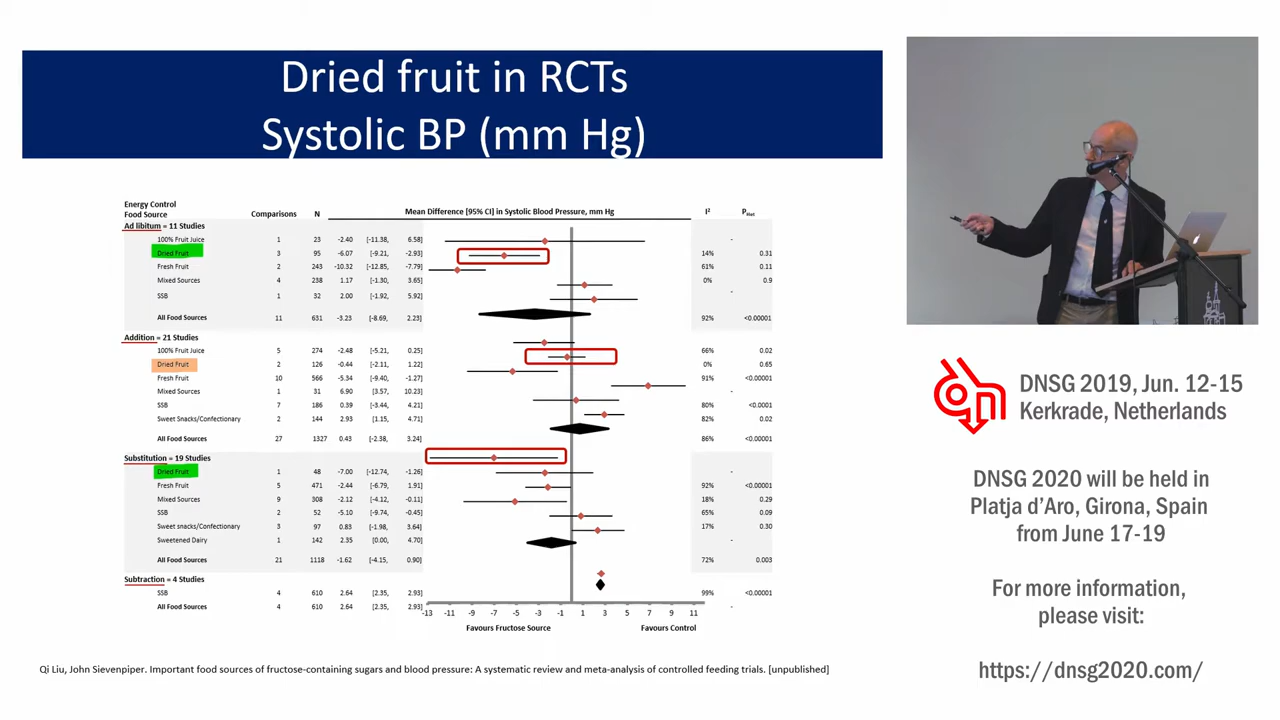 Dried fruit in RCTs
Systolic BP (mm Hg)
Energy Control
Food Source Comparisons N Mean Difference [95% CI] in Systolic Blood Pressure, mm Hg I² PHet
Ad libitum = 11 Studies
100% Fruit Juice 1 23 -2.40 [-11.38, 6.58] -
Dried Fruit 3 95 -6.07 [-9.21, -2.93] 14% 0.31
Fresh Fruit 2 243 -10.32 [-12.85, -7.79] 61% 0.11
Mixed Sources 4 238 1.17 [-1.30, 3.65] 0% 0.9
SSB 1 32 2.00 [-1.92, 5.92] -
All Food Sources 11 631 -3.23 [-8.69, 2.23] 92% <0.00001
Addition = 21 Studies
100% Fruit Juice 5 274 -2.48 [-5.21, 0.25] 66% 0.02
Dried Fruit 2 126 -0.44 [-2.11, 1.22] 0% 0.65
Fresh Fruit 10 566 -5.34 [-9.40, -1.27] 91% <0.00001
Mixed Sources 1 31 6.90 [3.57, 10.23] -
SSB 7 186 0.39 [-3.44, 4.21] 80% <0.0001
Sweet Snacks/Confectionary 2 144 2.93 [1.15, 4.71] 82% 0.02
All Food Sources 27 1327 0.43 [-2.38, 3.24] 86% <0.00001
Substitution = 19 Studies
Dried Fruit 1 48 -7.00 [-12.74, -1.26] -
Fresh Fruit 5 471 -2.44 [-6.79, 1.91] 92% <0.00001
Mixed Sources 9 308 -2.12 [-4.12, -0.11] 18% 0.29
SSB 2 52 -5.10 [-9.74, -0.45] 65% 0.09
Sweet snacks/Confectionary 3 97 0.83 [-1.98, 3.64] 17% 0.30
Sweetened Dairy 1 142 2.35 [0.00, 4.70] -
All Food Sources 21 1118 -1.62 [-4.15, 0.90] 72% 0.003
Subtraction = 4 Studies
SSB 4 610 2.64 [2.35, 2.93] 99% <0.00001
All Food Sources 4 610 2.64 [2.35, 2.93] -
-13 -11 -9 -7 -5 -3 -1 1 3 5 7 9 11
Favours Fructose Source Favours Control
Qi Liu, John Sievenpiper. Important food sources of fructose-containing sugars and blood pressure: A systematic review and meta-analysis of controlled feeding trials. [unpublished]
DNSG 2019, Jun. 12-15
Kerkrade, Netherlands
DNSG 2020 will be held in
Platja d’Aro, Girona, Spain
from June 17-19
For more information,
please visit:
https://dnsg2020.com/